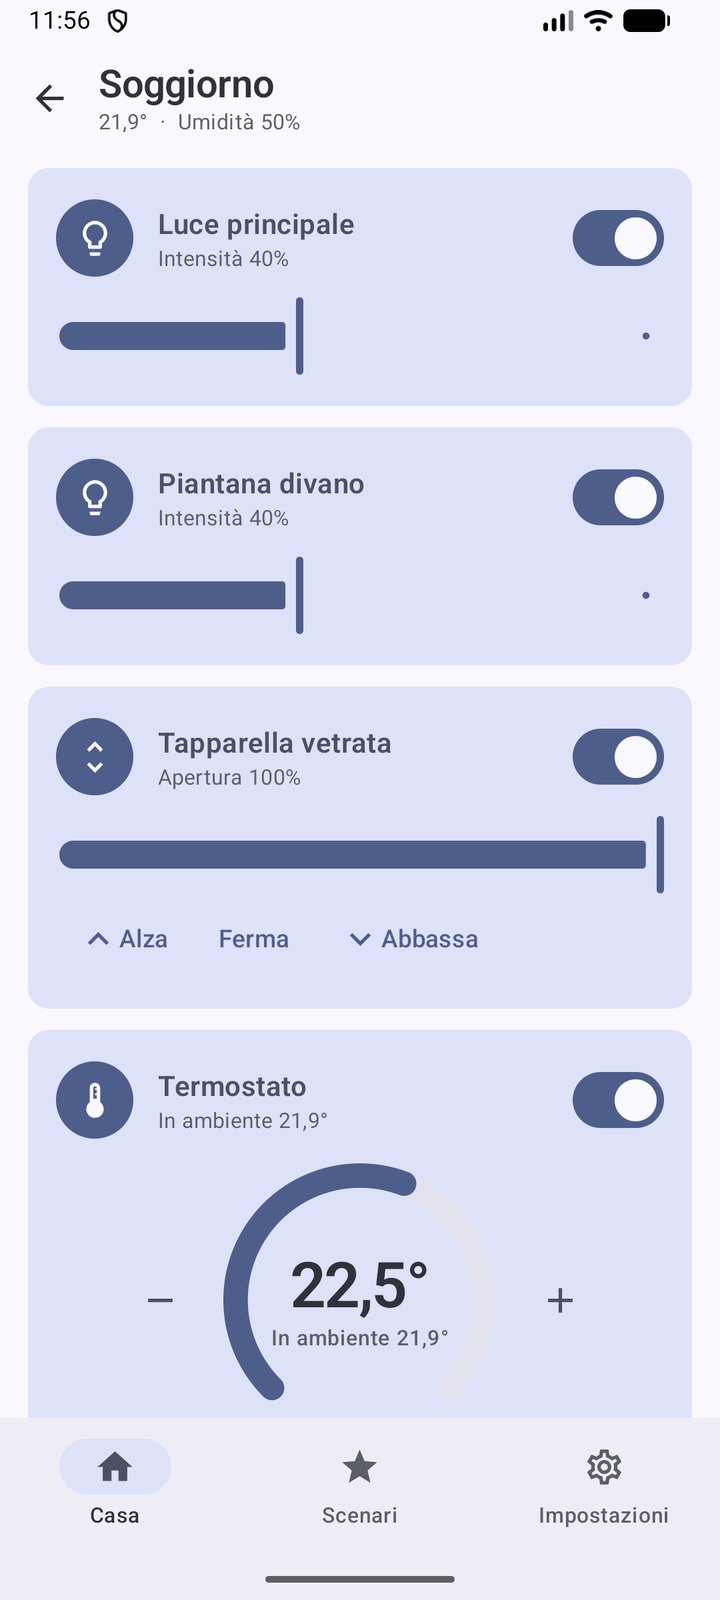 11:56
Soggiorno
21,9° · Umidità 50%
Luce principale
Intensità 40%
Piantana divano
Intensità 40%
Tapparella vetrata
Apertura 100%
Alza Ferma Abbassa
Termostato
In ambiente 21,9°
22,5°
In ambiente 21,9°
Casa Scenari Impostazioni